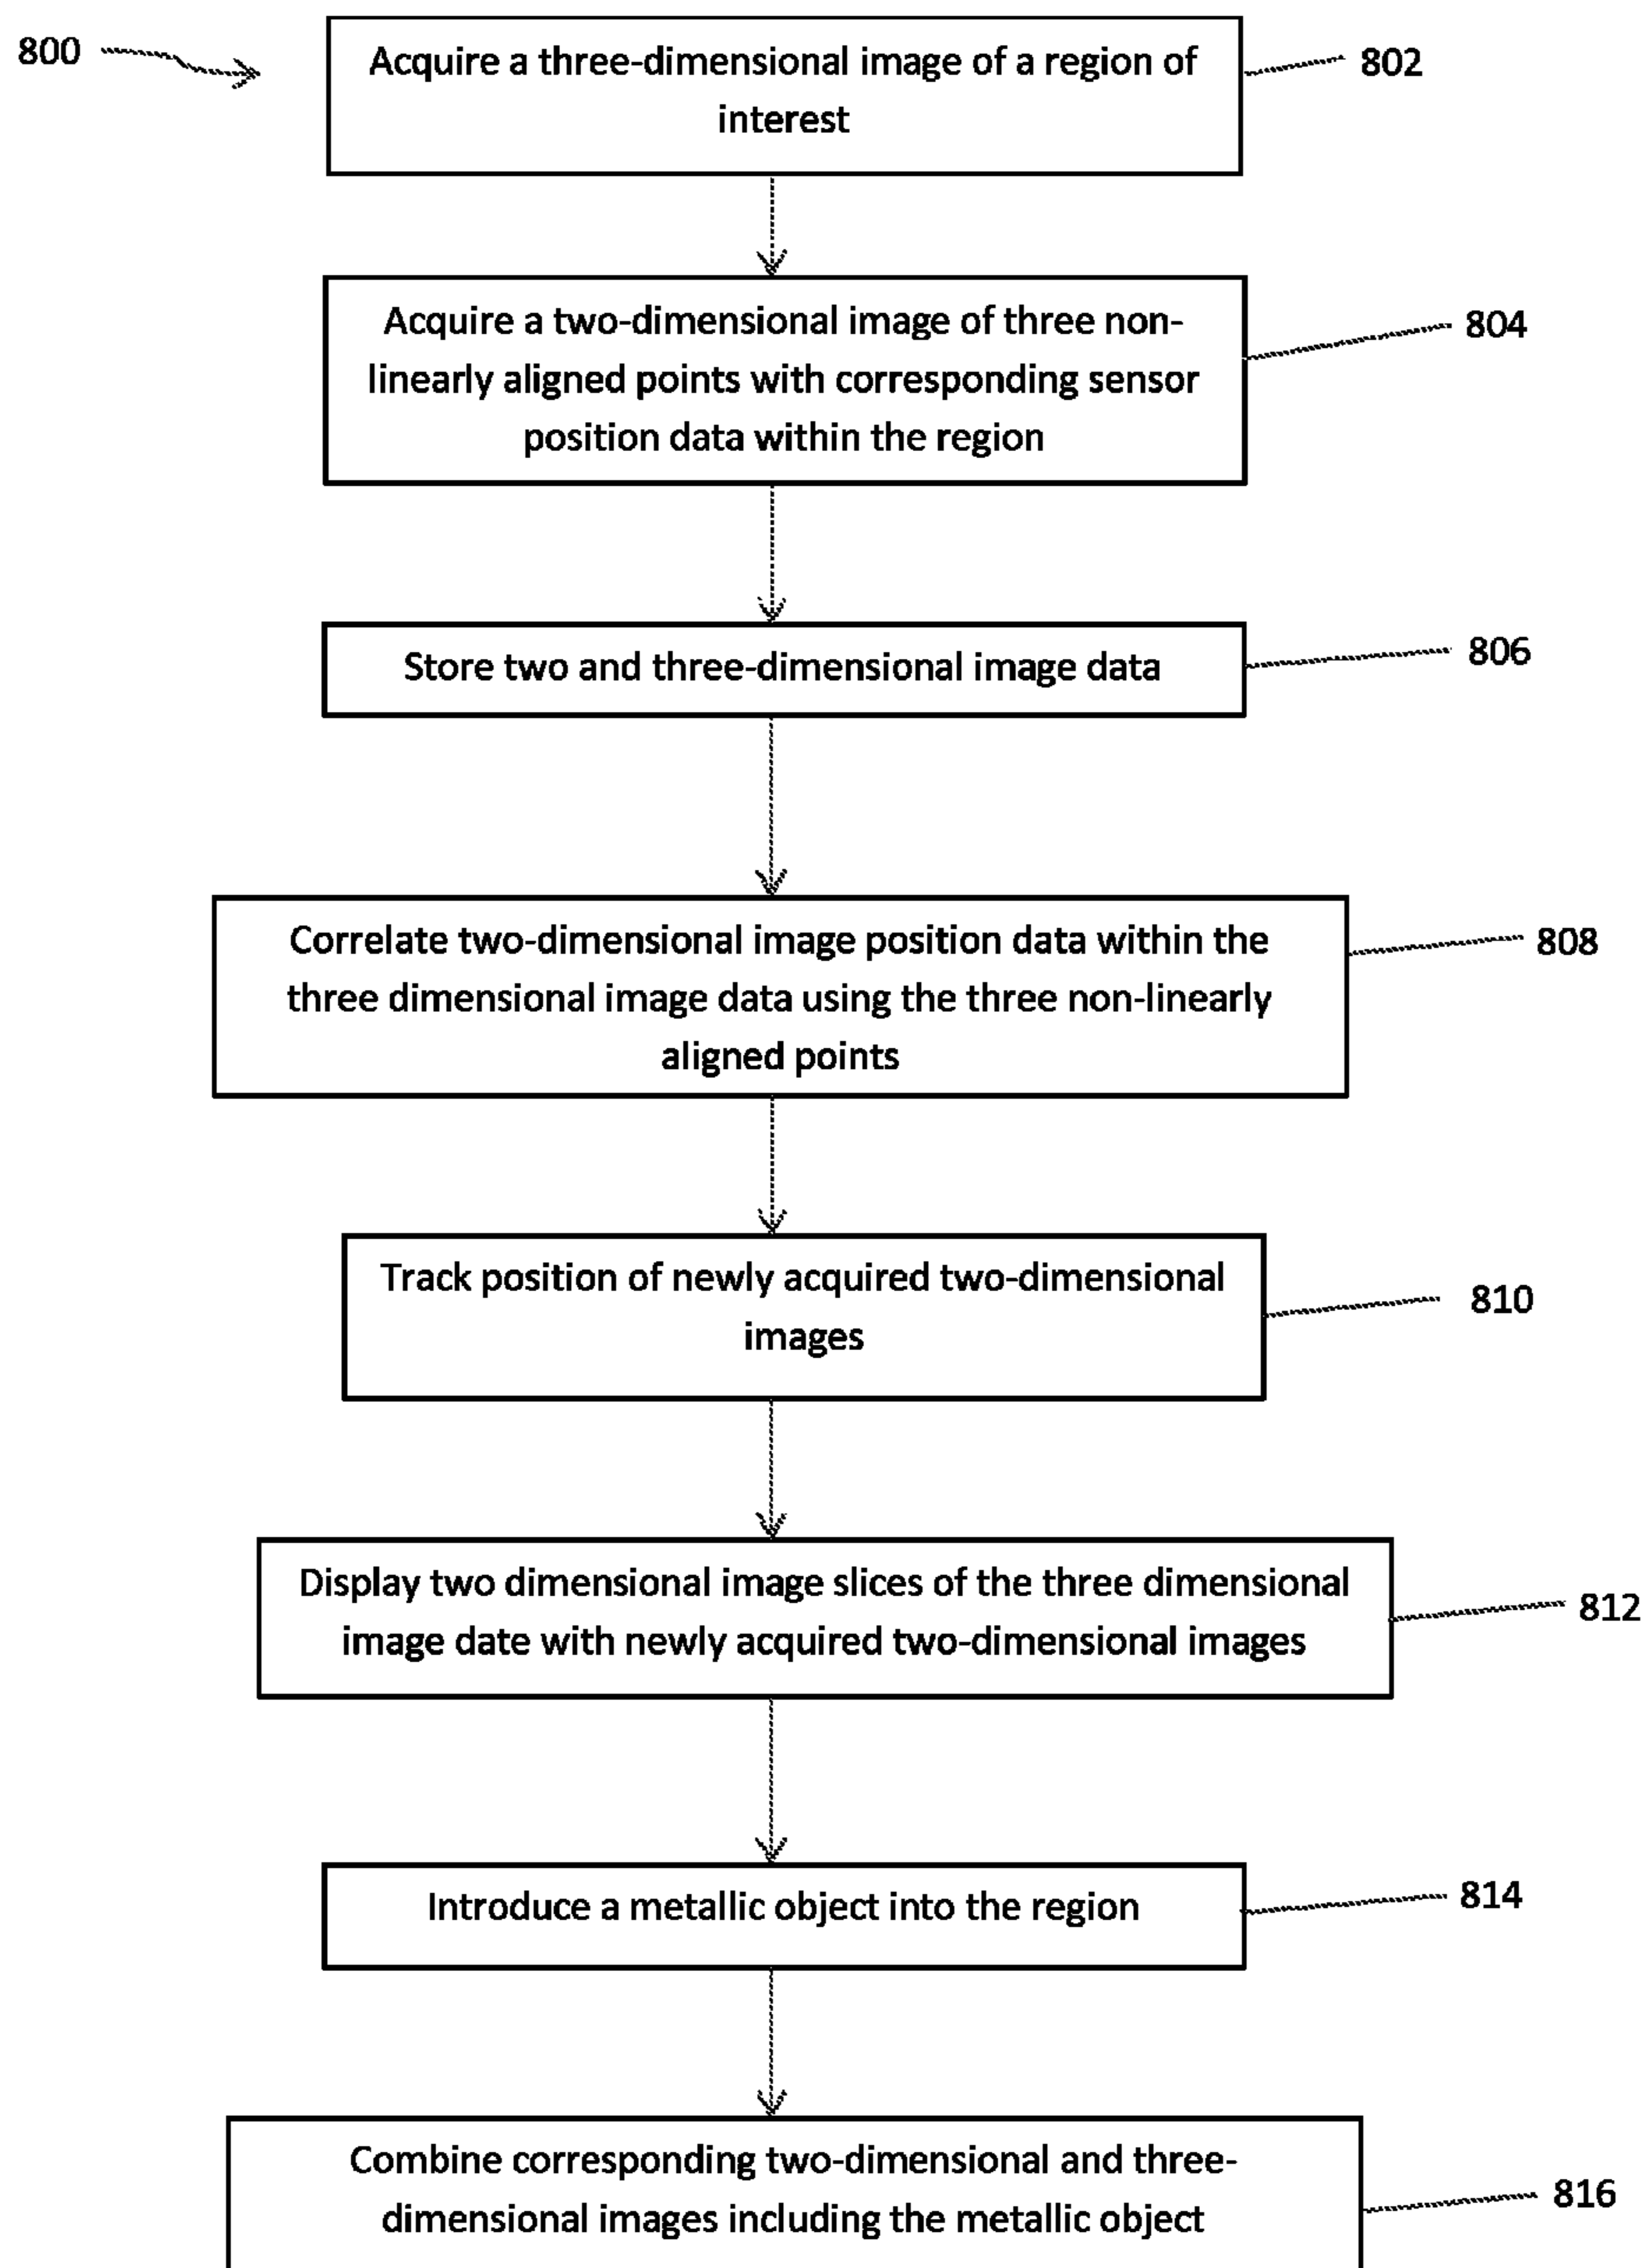 800
Acquire a three-dimensional image of a region of
interest
802
Acquire a two-dimensional image of three non-
linearly aligned points with corresponding sensor
position data within the region
804
Store two and three-dimensional image data
806
Correlate two-dimensional image position data within the
three dimensional image data using the three non-linearly
aligned points
808
Track position of newly acquired two-dimensional
images
810
Display two dimensional image slices of the three dimensional
image date with newly acquired two-dimensional images
812
Introduce a metallic object into the region
814
Combine corresponding two-dimensional and three-
dimensional images including the metallic object
816